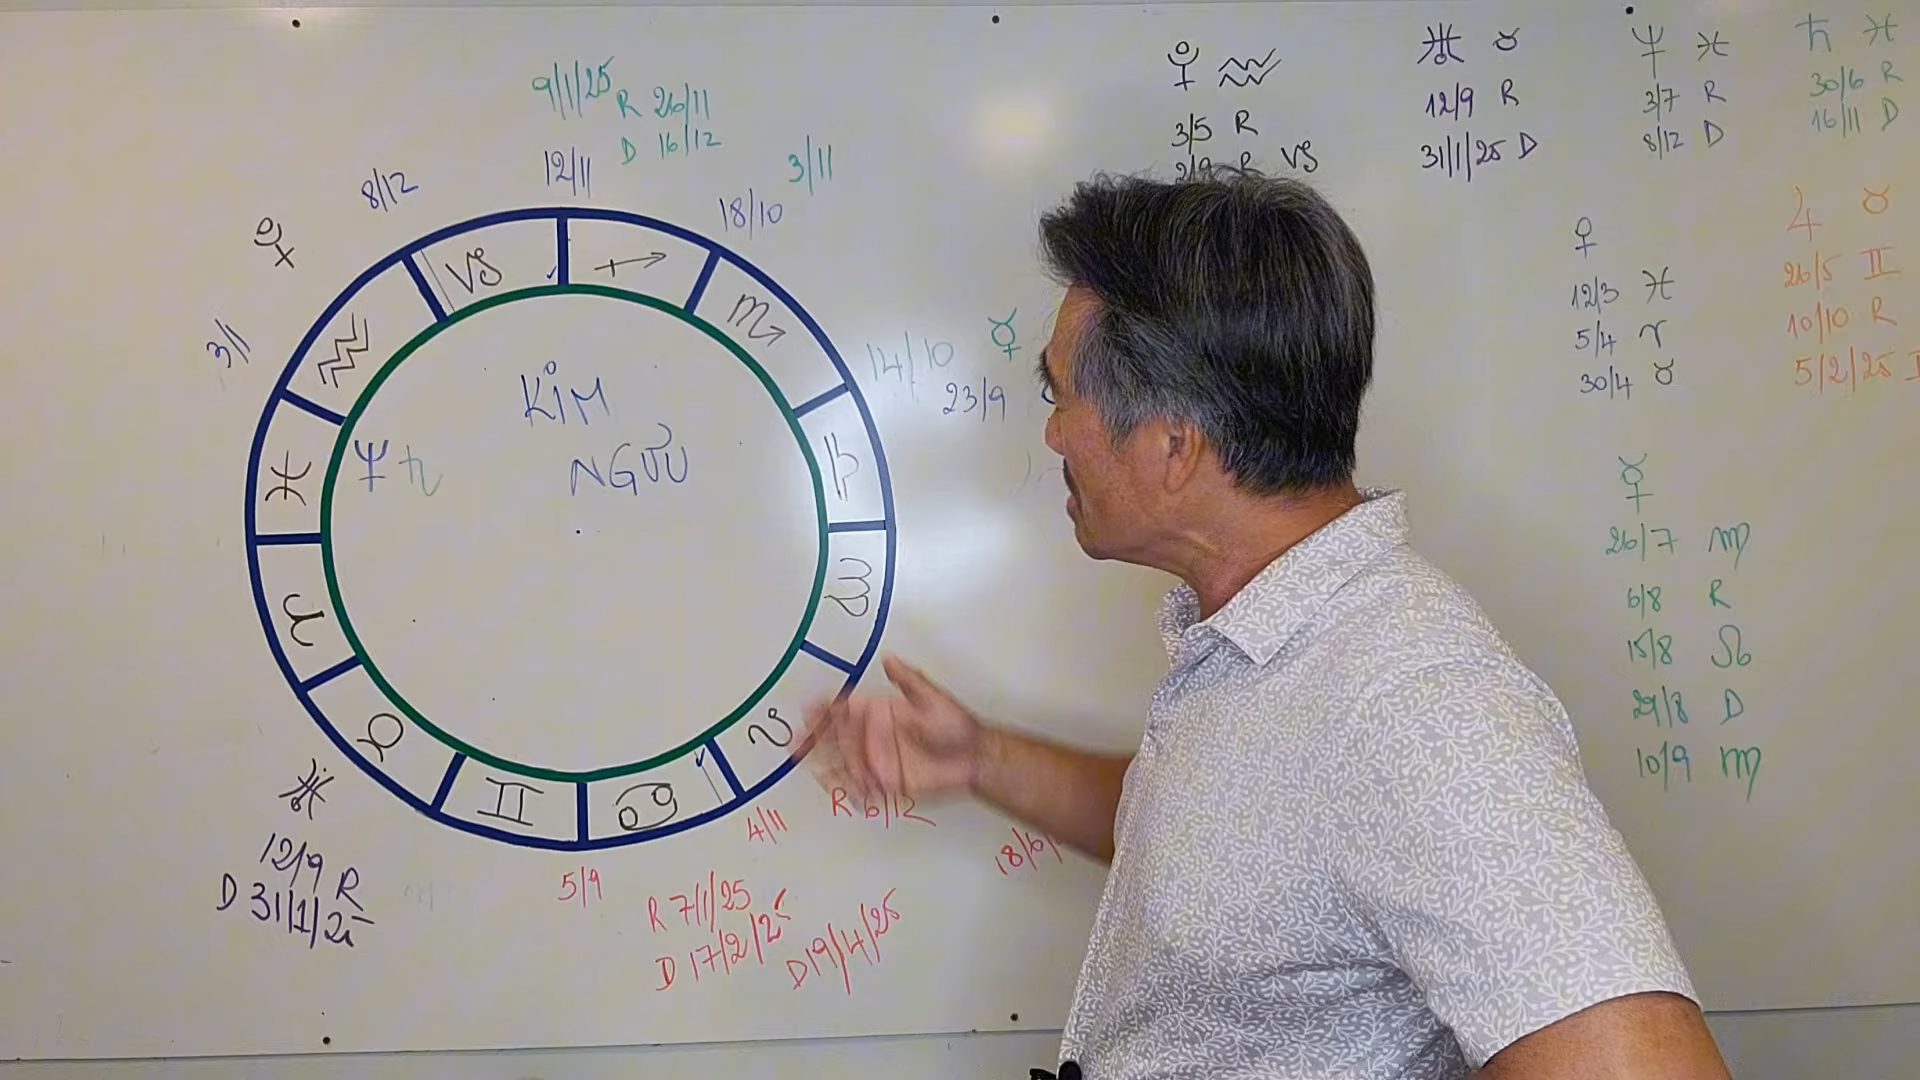 9/1/25
R 26/11
D 16/12
12/11
3/11
8/12
18/10
3/1
14/10 ☿
23/9
♑ ♐ ♏ ♎ ♍ ♌ ♋ ♊ ♉ ♈ ♓ ♒
KIM
NGƯU
♆ ♄
♅
12/9 R
D 31/1/25
5/9
4/11
R 6/12
R 7/1/25
D 17/2/25
D 19/4/25
18/6
♒
3/5 R
2/9 R ♑
♅ ♉
12/9 R
31/1/25 D
♆ ♓
3/7 R
8/12 D
♄ ♓
30/6 R
16/11 D
♀
12/3 ♓
5/4 ♈
30/4 ♉
♃ ♉
26/5 ♊
10/10 R
5/2/25
☿
26/7 ♍
6/8 R
15/8 ♌
29/8 D
10/9 ♍